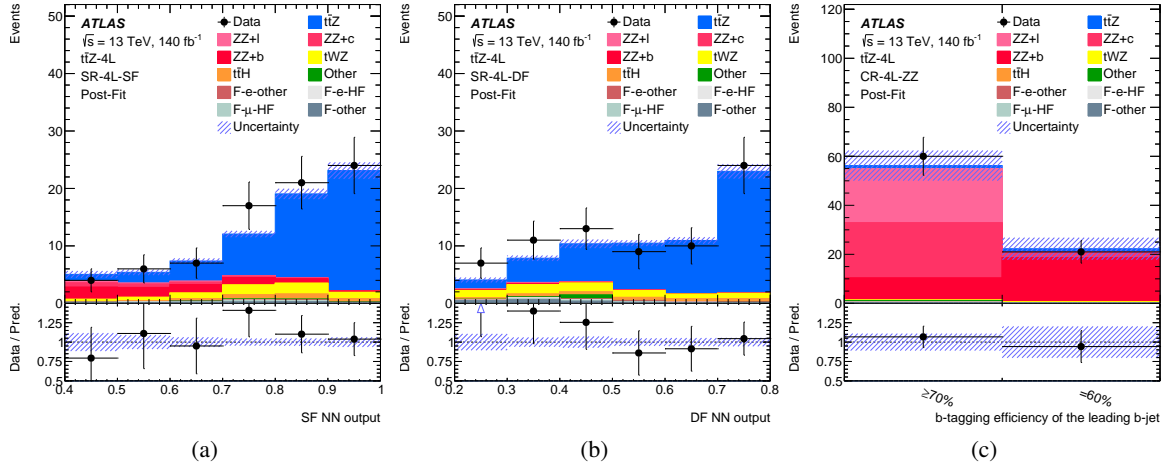 Events
50
40
30
20
10
0
ATLAS
√s = 13 TeV, 140 fb⁻¹
tt̄Z-4L
SR-4L-SF
Post-Fit
Data
tt̄Z
ZZ+l
ZZ+c
ZZ+b
tWZ
tt̄H
Other
F-e-other
F-e-HF
F-μ-HF
F-other
Uncertainty
Data / Pred.
1.25
1
0.75
0.5
0.4 0.5 0.6 0.7 0.8 0.9 1
SF NN output
(a)
Events
50
40
30
20
10
0
ATLAS
√s = 13 TeV, 140 fb⁻¹
tt̄Z-4L
SR-4L-DF
Post-Fit
Data
tt̄Z
ZZ+l
ZZ+c
ZZ+b
tWZ
tt̄H
Other
F-e-other
F-e-HF
F-μ-HF
F-other
Uncertainty
Data / Pred.
1.25
1
0.75
0.5
0.2 0.3 0.4 0.5 0.6 0.7 0.8
DF NN output
(b)
Events
120
100
80
60
40
20
0
ATLAS
√s = 13 TeV, 140 fb⁻¹
tt̄Z-4L
CR-4L-ZZ
Post-Fit
Data
tt̄Z
ZZ+l
ZZ+c
ZZ+b
tWZ
tt̄H
Other
F-e-other
F-e-HF
F-μ-HF
F-other
Uncertainty
Data / Pred.
1.25
1
0.75
0.5
≥70%
=60%
b-tagging efficiency of the leading b-jet
(c)